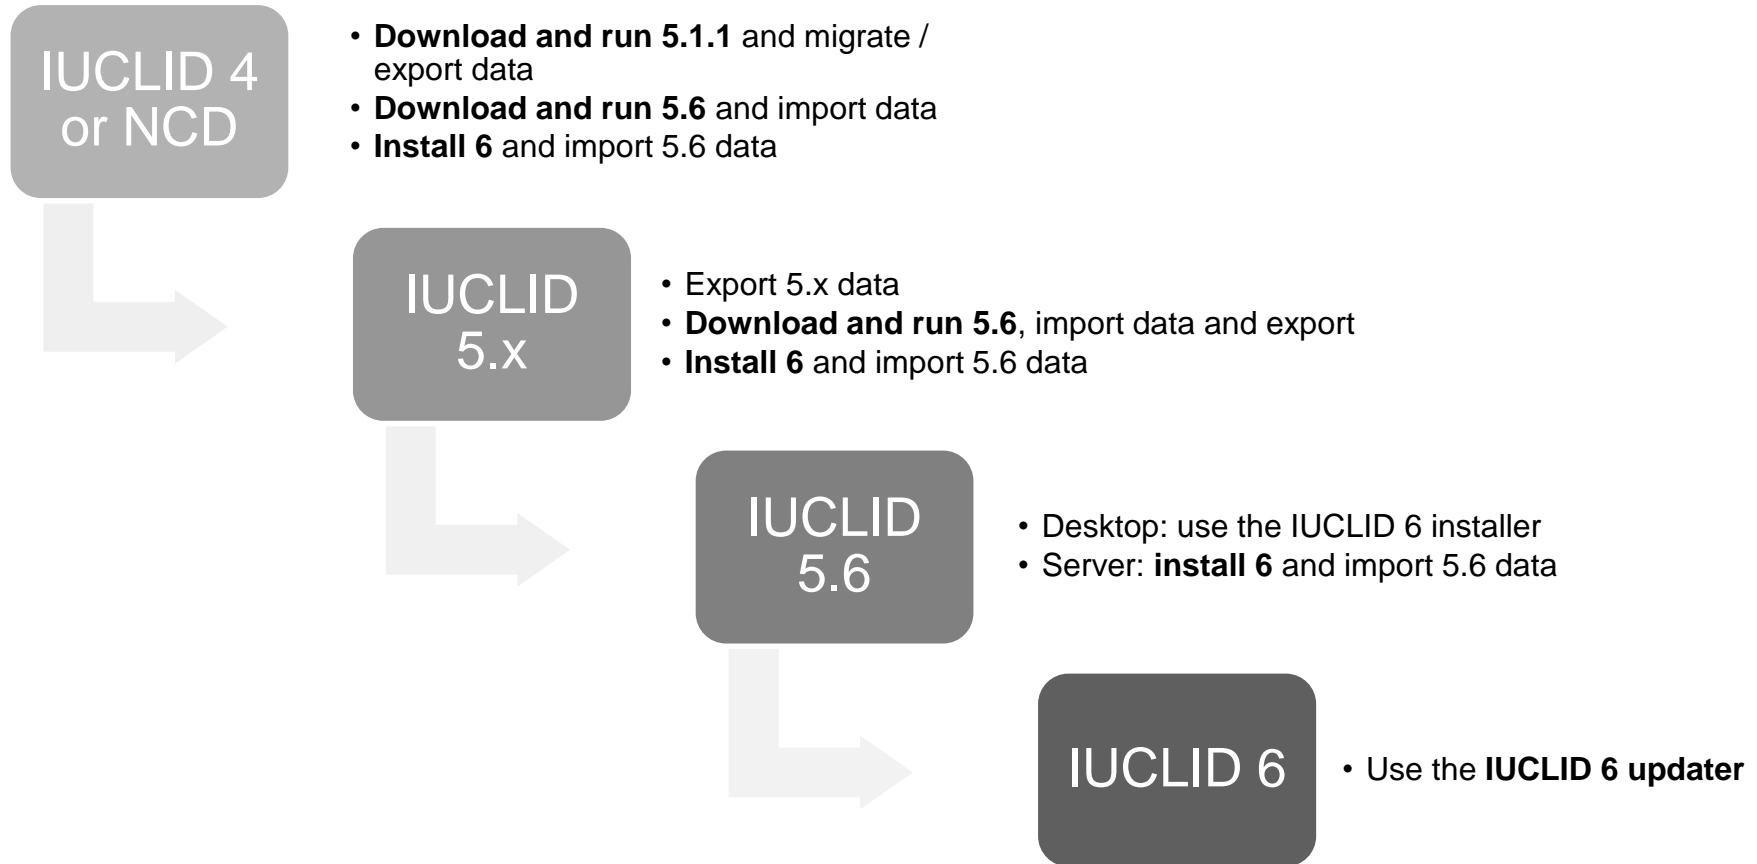 IUCLID 4
or NCD
• Download and run 5.1.1 and migrate /
export data
• Download and run 5.6 and import data
• Install 6 and import 5.6 data
IUCLID
5.x
• Export 5.x data
• Download and run 5.6, import data and export
• Install 6 and import 5.6 data
IUCLID
5.6
• Desktop: use the IUCLID 6 installer
• Server: install 6 and import 5.6 data
IUCLID 6
• Use the IUCLID 6 updater